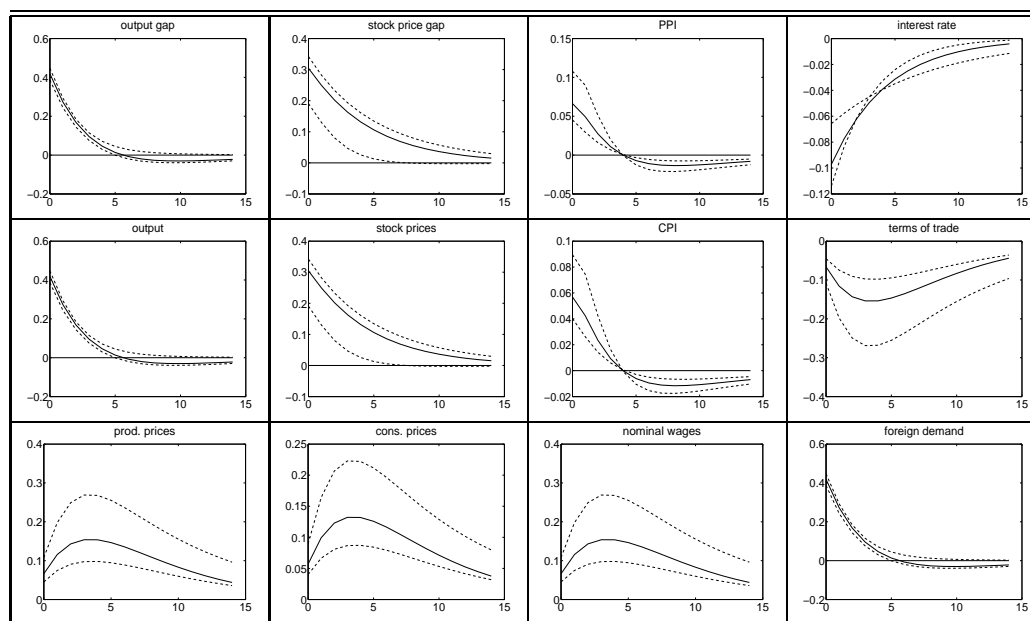 output gap
0.6
0.4
0.2
0
−0.2
0 5 10 15
stock price gap
0.4
0.3
0.2
0.1
0
−0.1
0 5 10 15
PPI
0.15
0.1
0.05
0
−0.05
0 5 10 15
interest rate
0
−0.02
−0.04
−0.06
−0.08
−0.1
−0.12
0 5 10 15
output
0.6
0.4
0.2
0
−0.2
0 5 10 15
stock prices
0.4
0.3
0.2
0.1
0
−0.1
0 5 10 15
CPI
0.1
0.08
0.06
0.04
0.02
0
−0.02
0 5 10 15
terms of trade
0
−0.1
−0.2
−0.3
−0.4
0 5 10 15
prod. prices
0.4
0.3
0.2
0.1
0
0 5 10 15
cons. prices
0.25
0.2
0.15
0.1
0.05
0
0 5 10 15
nominal wages
0.4
0.3
0.2
0.1
0
0 5 10 15
foreign demand
0.6
0.4
0.2
0
−0.2
0 5 10 15